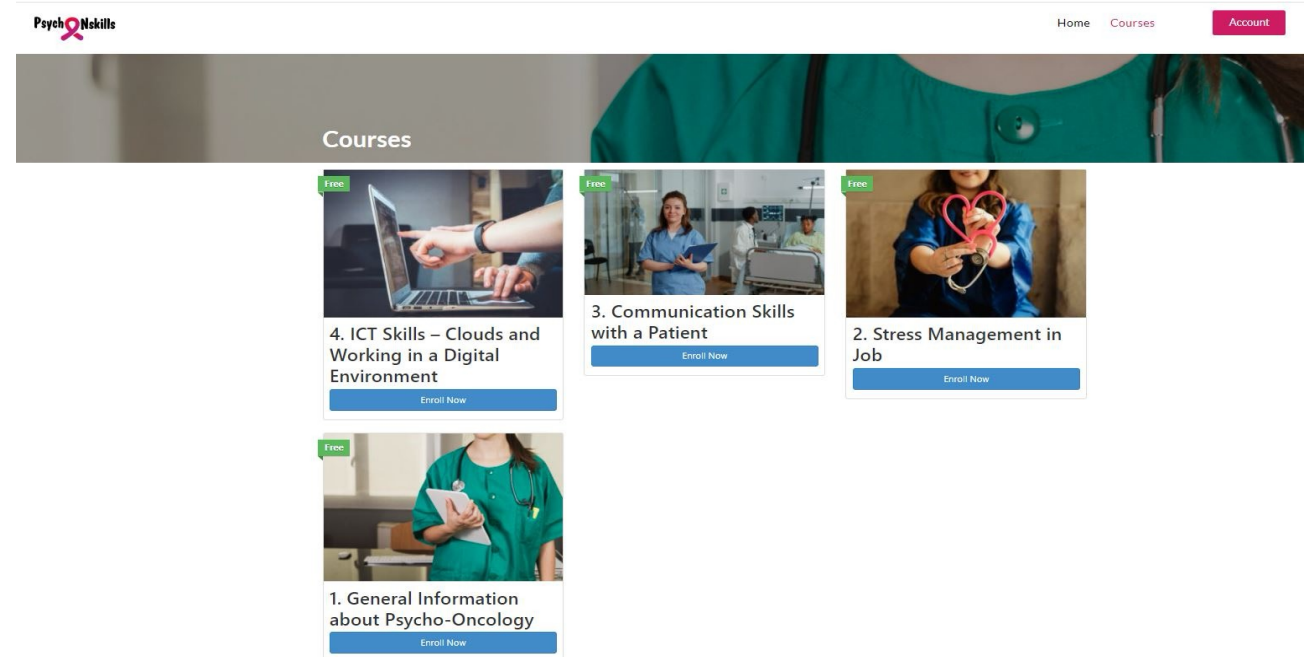 Psych Nskills
Home
Courses
Account
Courses
Free
4. ICT Skills – Clouds and
Working in a Digital
Environment
Enroll Now
Free
3. Communication Skills
with a Patient
Enroll Now
Free
2. Stress Management in
Job
Enroll Now
Free
1. General Information
about Psycho-Oncology
Enroll Now